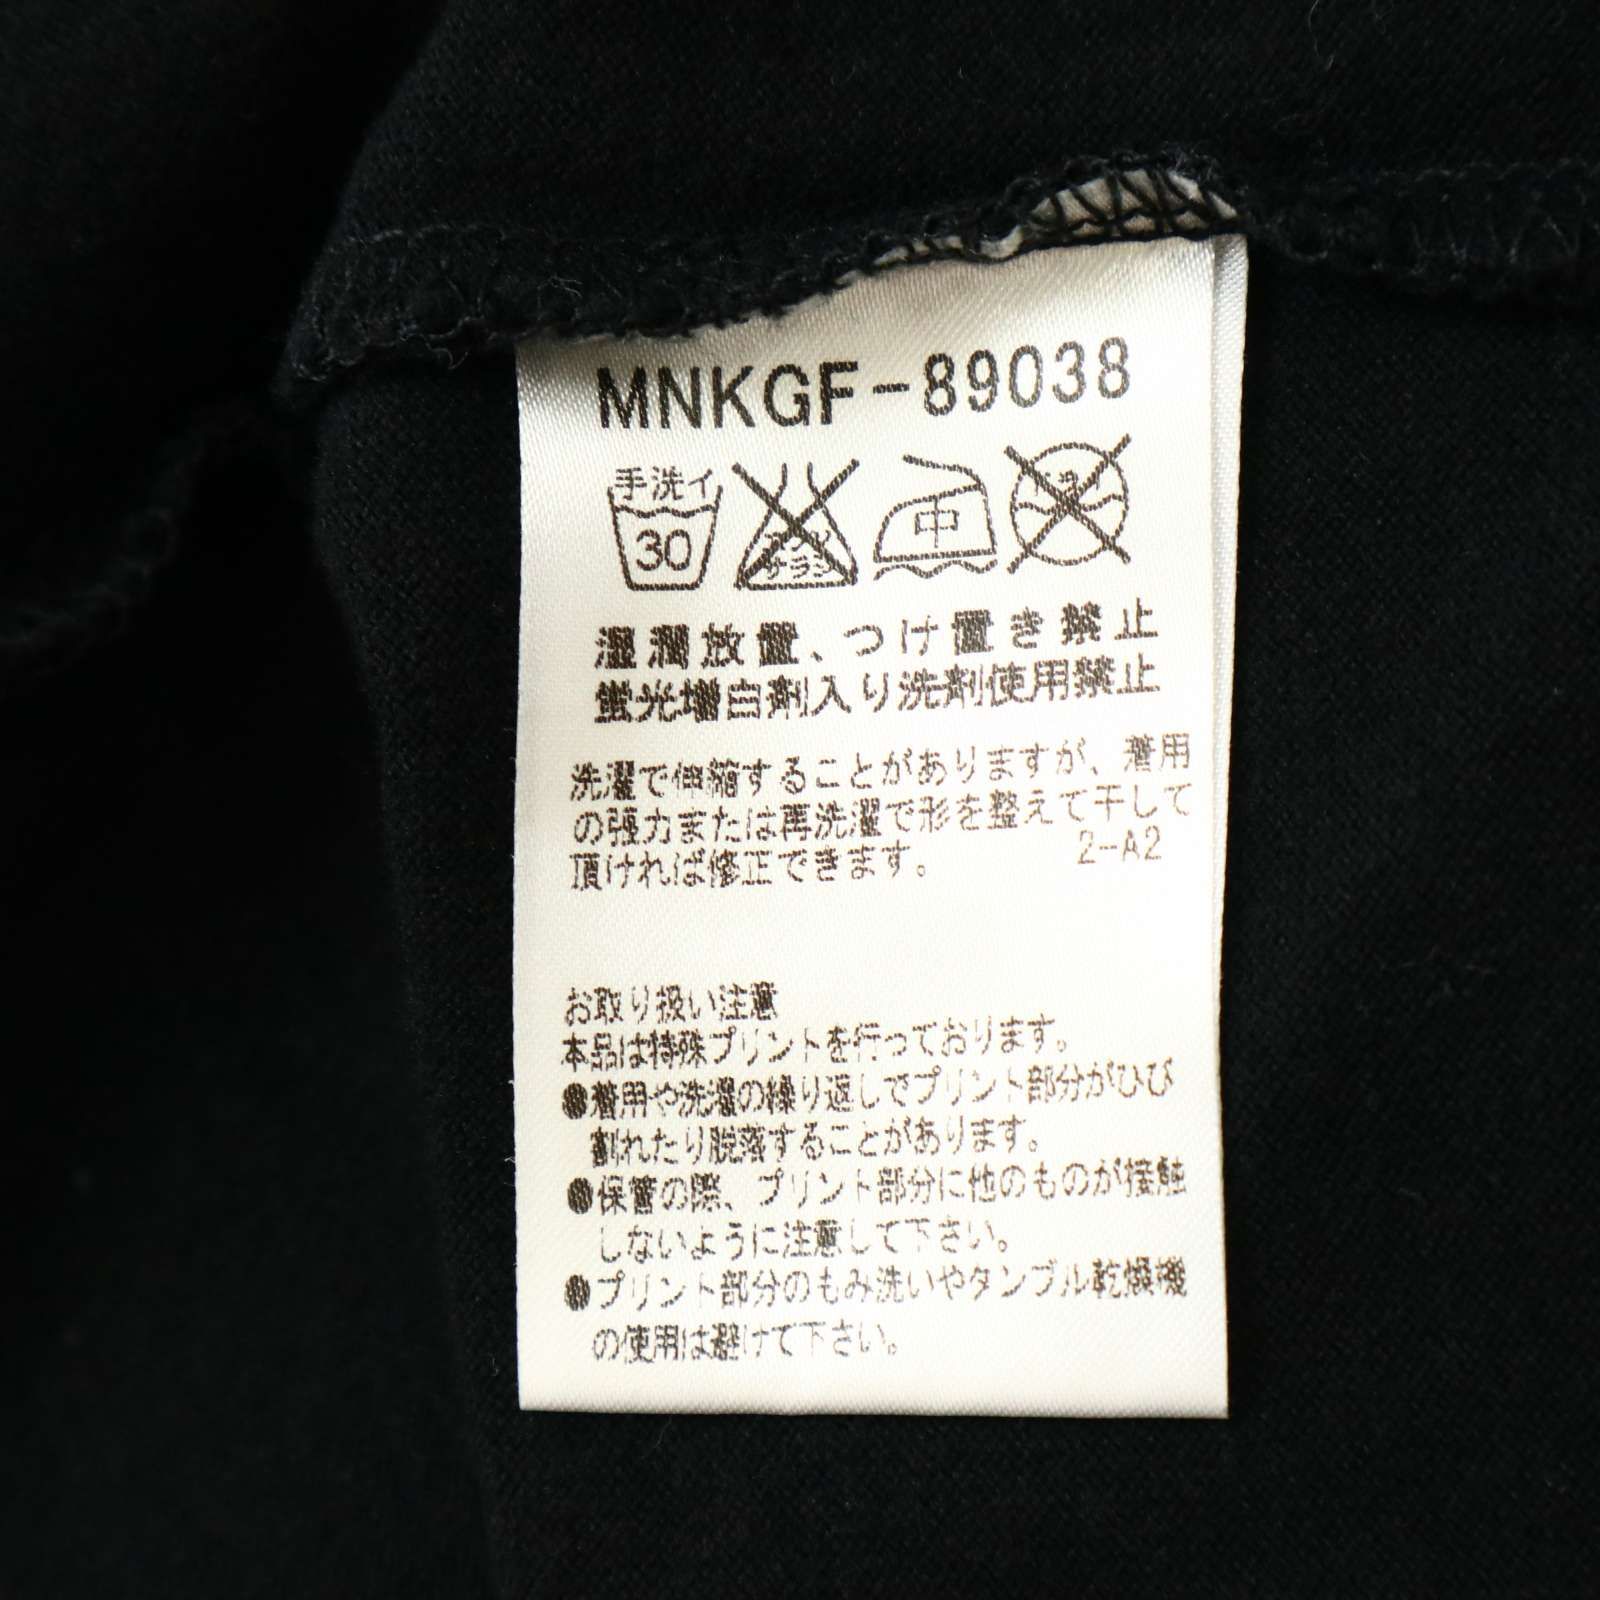 MNKGF-89038
手洗イ
30
エンソ
サラシ
中
ドライ
湿潤放置、つけ置き禁止
蛍光増白剤入り洗剤使用禁止
洗濯で伸縮することがありますが、着用
の張力または再洗濯で形を整えて干して
頂ければ修正できます。 2-A2
お取り扱い注意
本品は特殊プリントを行っております。
●着用や洗濯の繰り返しでプリント部分がひび
割れたり脱落することがあります。
●保管の際、プリント部分に他のものが接触
しないように注意して下さい。
●プリント部分のもみ洗いやタンブル乾燥機
の使用は避けて下さい。